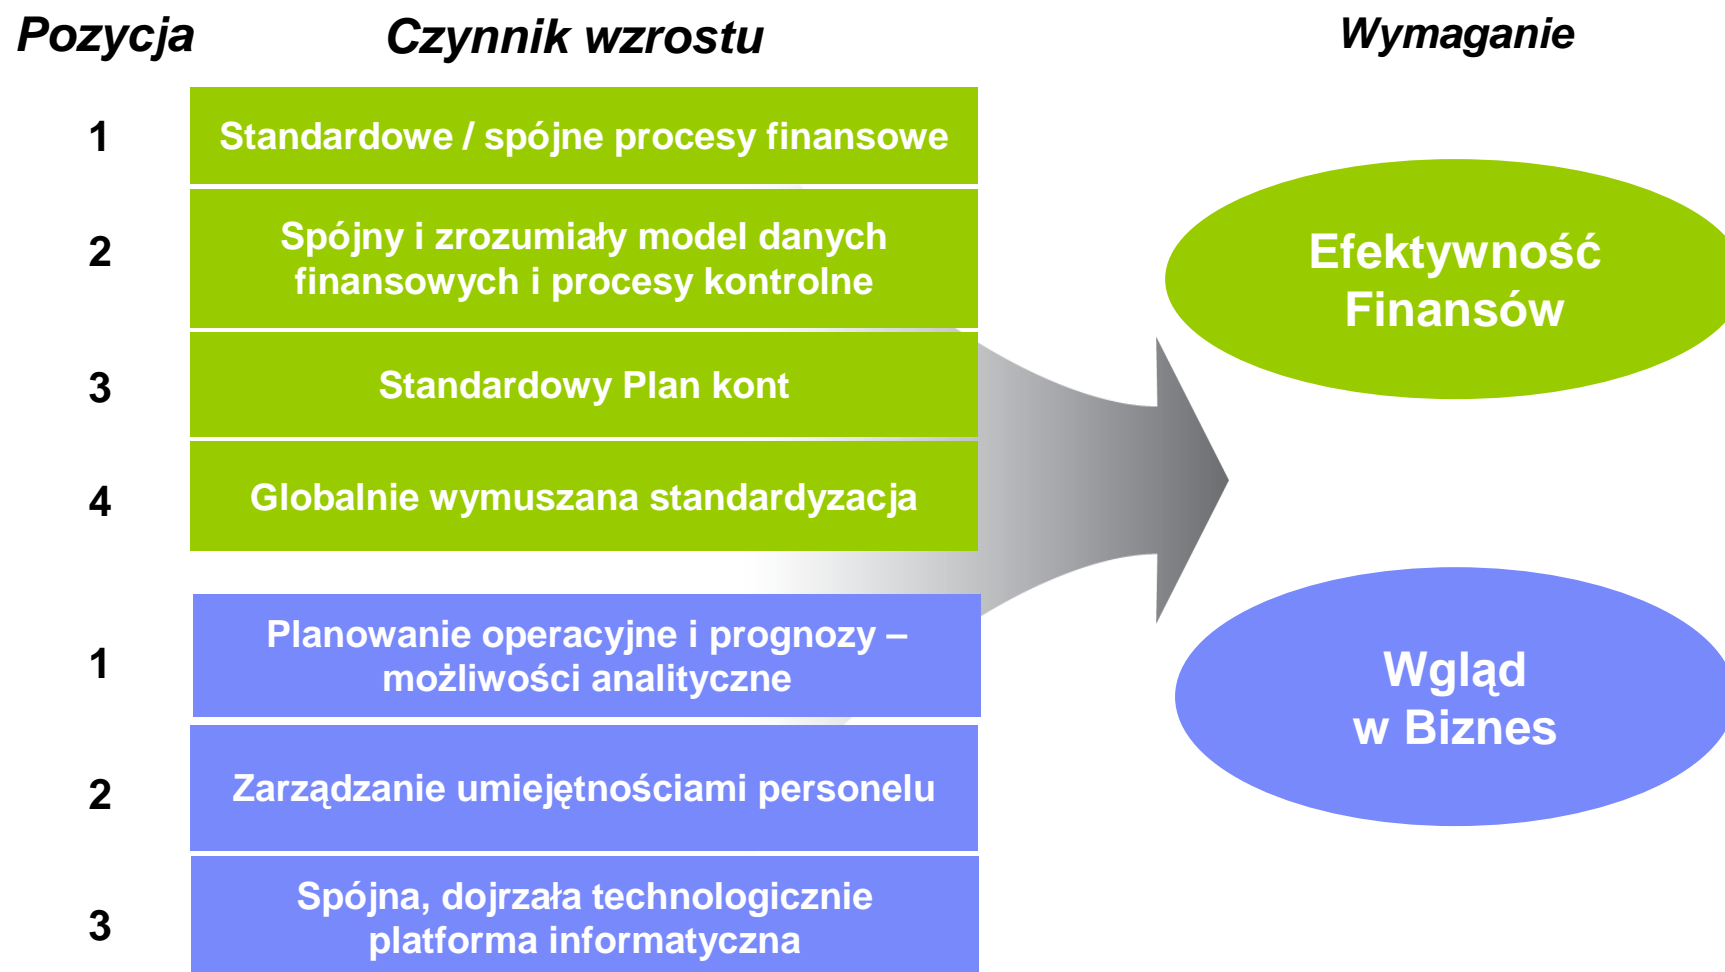 Pozycja Czynnik wzrostu Wymaganie
1 Standardowe / spójne procesy finansowe
2 Spójny i zrozumiały model danych
finansowych i procesy kontrolne
3 Standardowy Plan kont
4 Globalnie wymuszana standardyzacja
Efektywność
Finansów
1 Planowanie operacyjne i prognozy –
możliwości analityczne
2 Zarządzanie umiejętnościami personelu
3 Spójna, dojrzała technologicznie
platforma informatyczna
Wgląd
w Biznes